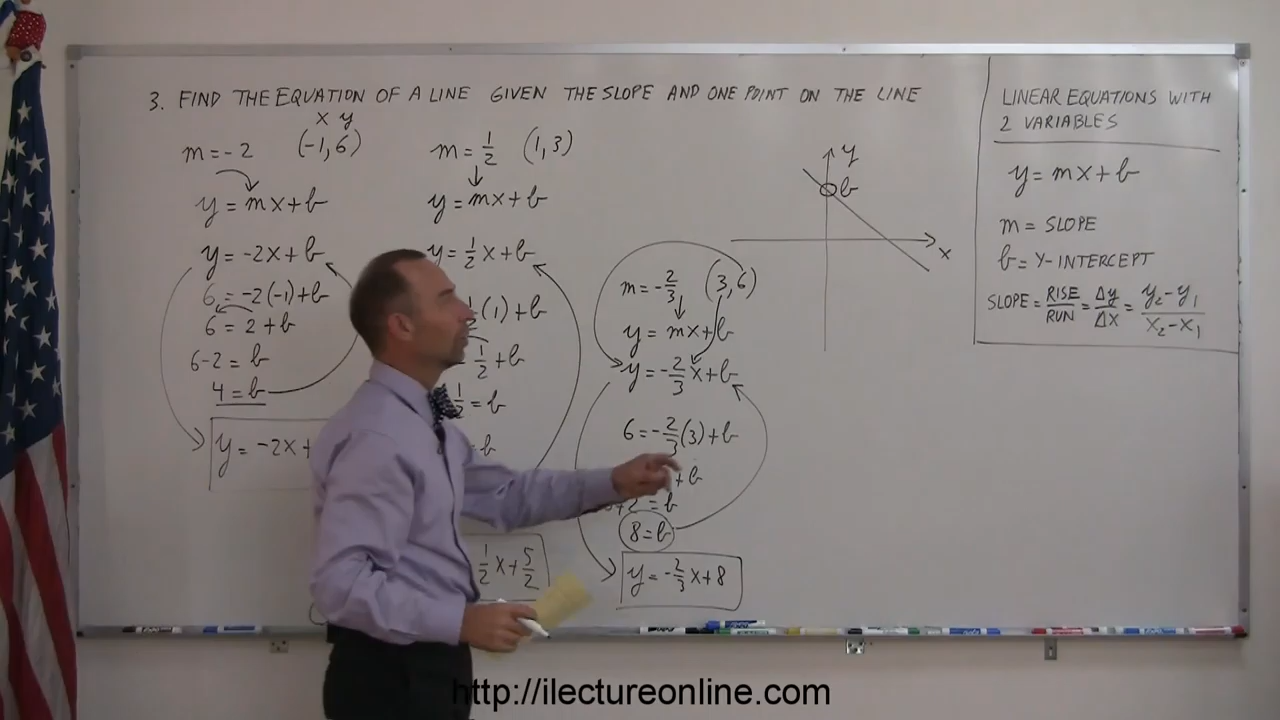 3. FIND THE EQUATION OF A LINE GIVEN THE SLOPE AND ONE POINT ON THE LINE
x y
m = -2 (-1,6)
y = mx+b
y = -2x+b
6 = -2(-1)+b
6 = 2+b
6-2 = b
4 = b
y = -2x+
m = 1/2 (1,3)
y = mx+b
y = 1/2 x+b
(1)+b
1/2 +b
= b
b
1/2 x+ 5/2
m = -2/3 (3,6)
y = mx+b
y = -2/3 x+b
6 = -2/3 (3)+b
+b
+2 = b
8 = b
y = -2/3 x+8
y
b
x
LINEAR EQUATIONS WITH
2 VARIABLES
y = mx+b
m = SLOPE
b = Y-INTERCEPT
SLOPE = RISE/RUN = Δy/Δx = y₂-y₁/x₂-x₁
http://ilectureonline.com